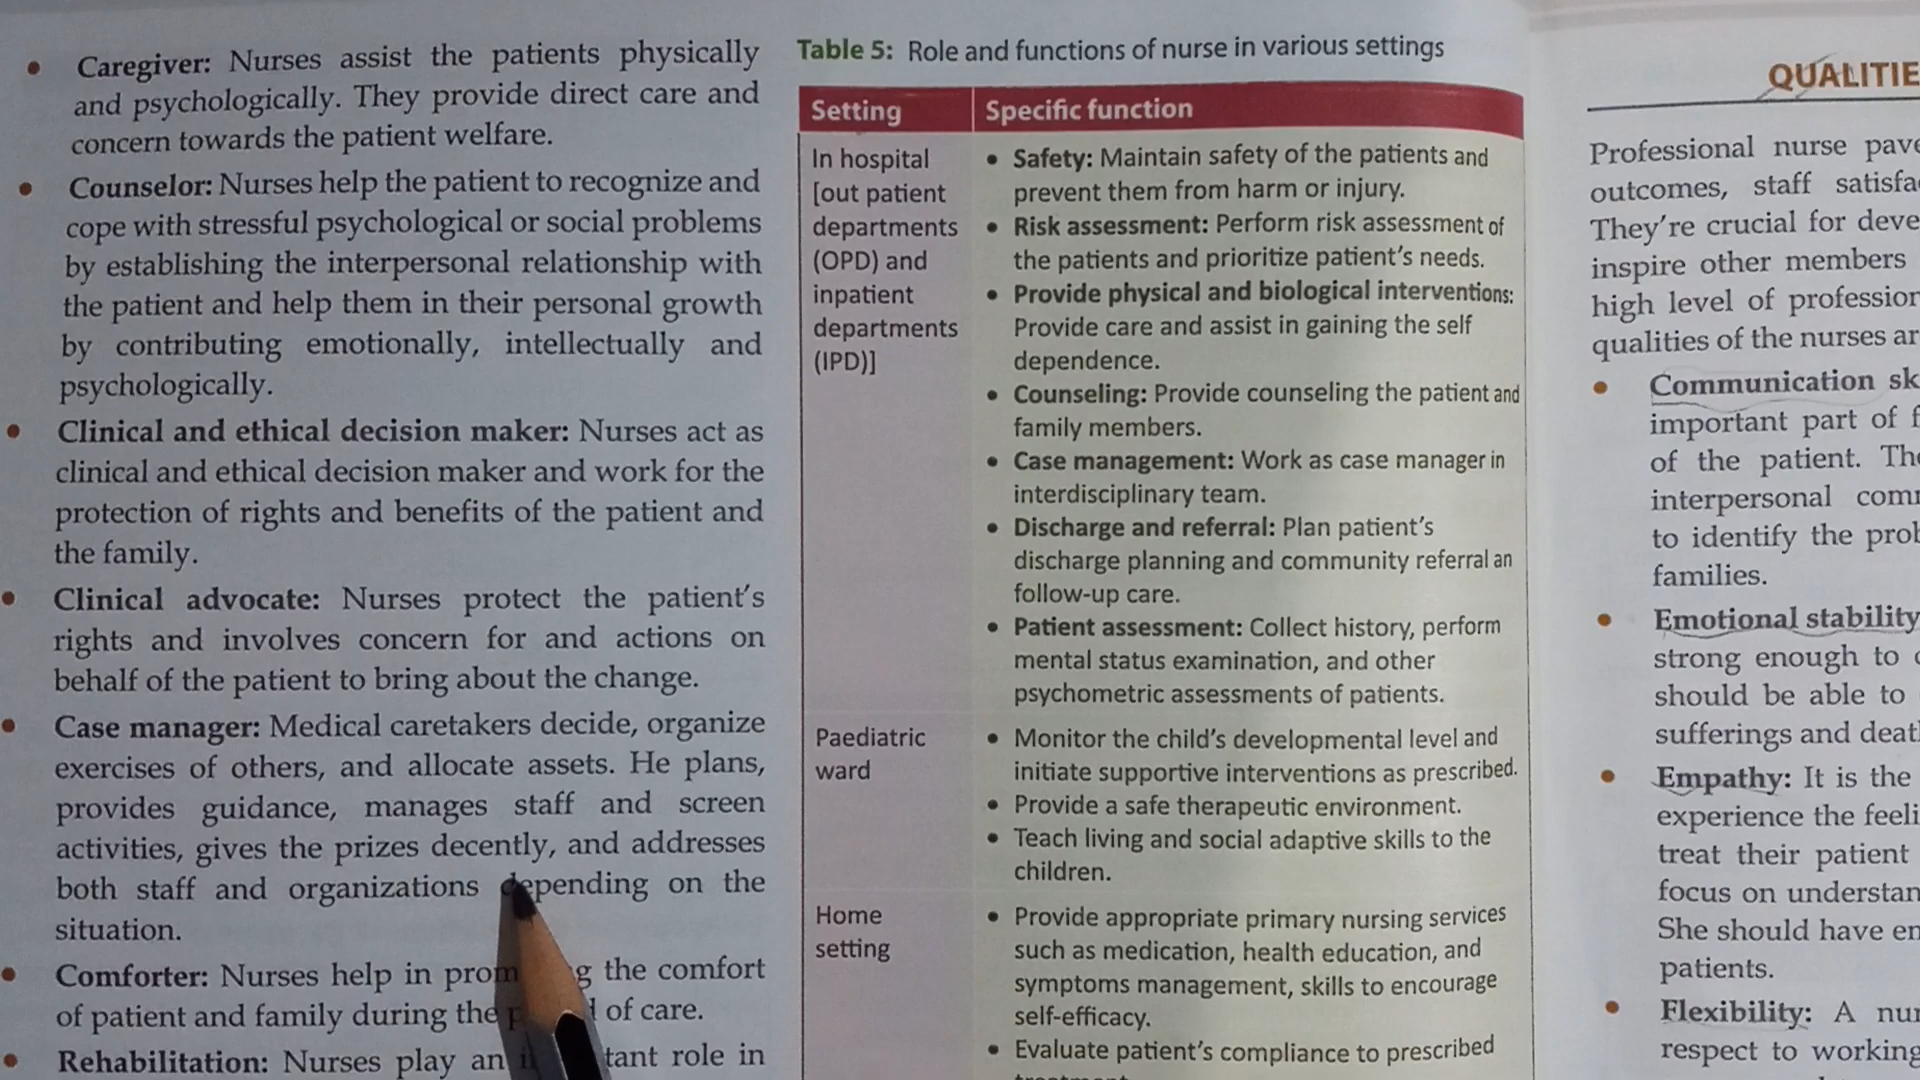 • Caregiver: Nurses assist the patients physically
and psychologically. They provide direct care and
concern towards the patient welfare.
• Counselor: Nurses help the patient to recognize and
cope with stressful psychological or social problems
by establishing the interpersonal relationship with
the patient and help them in their personal growth
by contributing emotionally, intellectually and
psychologically.
• Clinical and ethical decision maker: Nurses act as
clinical and ethical decision maker and work for the
protection of rights and benefits of the patient and
the family.
• Clinical advocate: Nurses protect the patient's
rights and involves concern for and actions on
behalf of the patient to bring about the change.
• Case manager: Medical caretakers decide, organize
exercises of others, and allocate assets. He plans,
provides guidance, manages staff and screen
activities, gives the prizes decently, and addresses
both staff and organizations depending on the
situation.
• Comforter: Nurses help in the comfort
of patient and family during the of care.
• Rehabilitation: Nurses play an role in
Table 5: Role and functions of nurse in various settings
Setting
Specific function
In hospital
[out patient
departments
(OPD) and
inpatient
departments
(IPD)]
• Safety: Maintain safety of the patients and
prevent them from harm or injury.
• Risk assessment: Perform risk assessment of
the patients and prioritize patient's needs.
• Provide physical and biological interventions:
Provide care and assist in gaining the self
dependence.
• Counseling: Provide counseling the patient and
family members.
• Case management: Work as case manager in
interdisciplinary team.
• Discharge and referral: Plan patient's
discharge planning and community referral an
follow-up care.
• Patient assessment: Collect history, perform
mental status examination, and other
psychometric assessments of patients.
Paediatric
ward
• Monitor the child's developmental level and
initiate supportive interventions as prescribed.
• Provide a safe therapeutic environment.
• Teach living and social adaptive skills to the
children.
Home
setting
• Provide appropriate primary nursing services
such as medication, health education, and
symptoms management, skills to encourage
self-efficacy.
• Evaluate patient's compliance to prescribed
QUALITIE
Professional nurse pave
outcomes, staff satisfa
They're crucial for deve
inspire other members
high level of profession
qualities of the nurses ar
• Communication sk
important part of f
of the patient. The
interpersonal com
to identify the prob
families.
• Emotional stability
strong enough to
should be able to
sufferings and deat
• Empathy: It is the
experience the feeli
treat their patient
focus on understan
She should have em
patients.
• Flexibility: A nur
respect to working